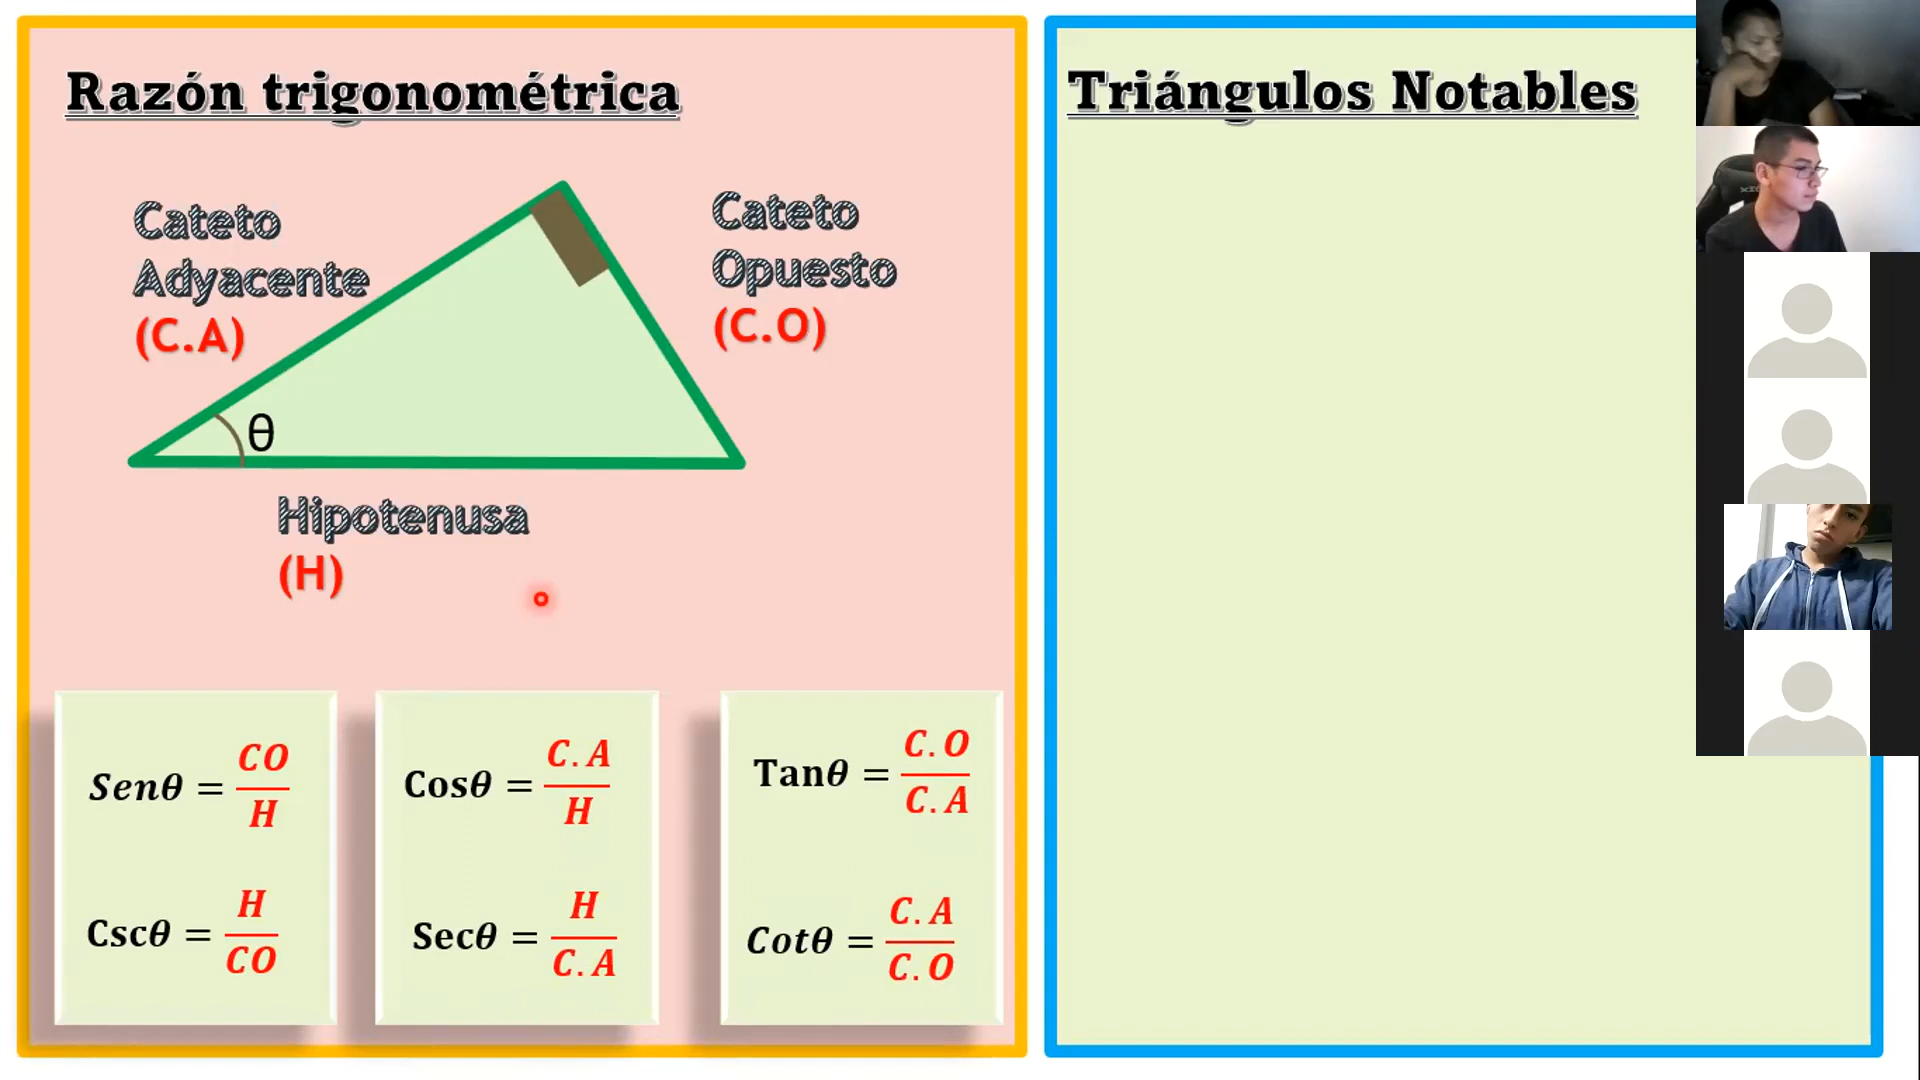 Razón trigonométrica
Cateto
Adyacente
(C.A)
Cateto
Opuesto
(C.O)
θ
Hipotenusa
(H)
Senθ = CO/H
Cscθ = H/CO
Cosθ = C.A/H
Secθ = H/C.A
Tanθ = C.O/C.A
Cotθ = C.A/C.O
Triángulos Notables